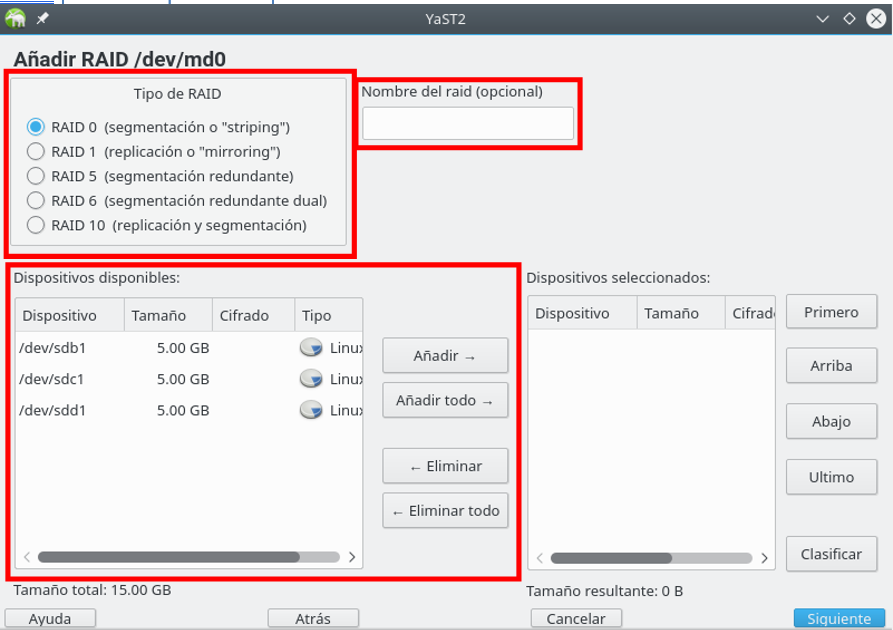 YaST2
Añadir RAID /dev/md0
Tipo de RAID
RAID 0 (segmentación o "striping")
RAID 1 (replicación o "mirroring")
RAID 5 (segmentación redundante)
RAID 6 (segmentación redundante dual)
RAID 10 (replicación y segmentación)
Nombre del raid (opcional)
Dispositivos disponibles:
Dispositivo Tamaño Cifrado Tipo
/dev/sdb1 5.00 GB Linux
/dev/sdc1 5.00 GB Linux
/dev/sdd1 5.00 GB Linux
Añadir →
Añadir todo →
← Eliminar
← Eliminar todo
Tamaño total: 15.00 GB
Dispositivos seleccionados:
Dispositivo Tamaño Cifrado
Primero
Arriba
Abajo
Ultimo
Clasificar
Tamaño resultante: 0 B
Ayuda
Atrás
Cancelar
Siguiente